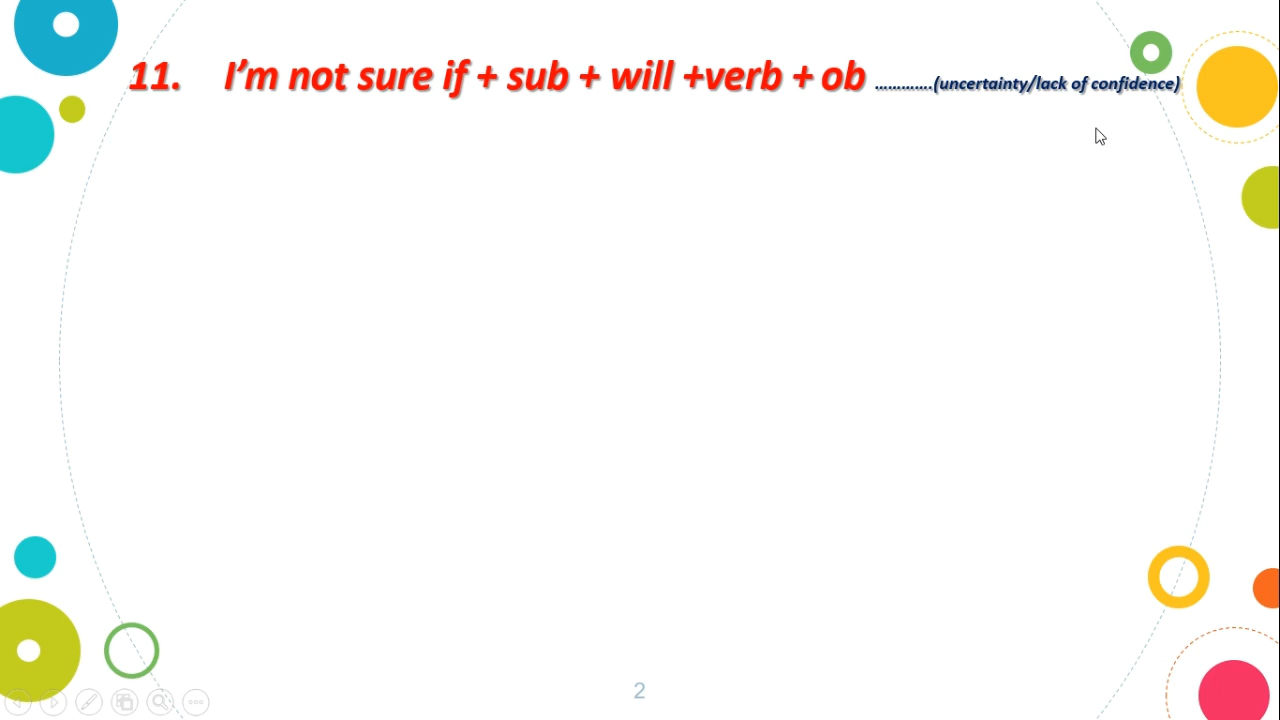 11. I'm not sure if + sub + will +verb + ob ………….(uncertainty/lack of confidence)
2